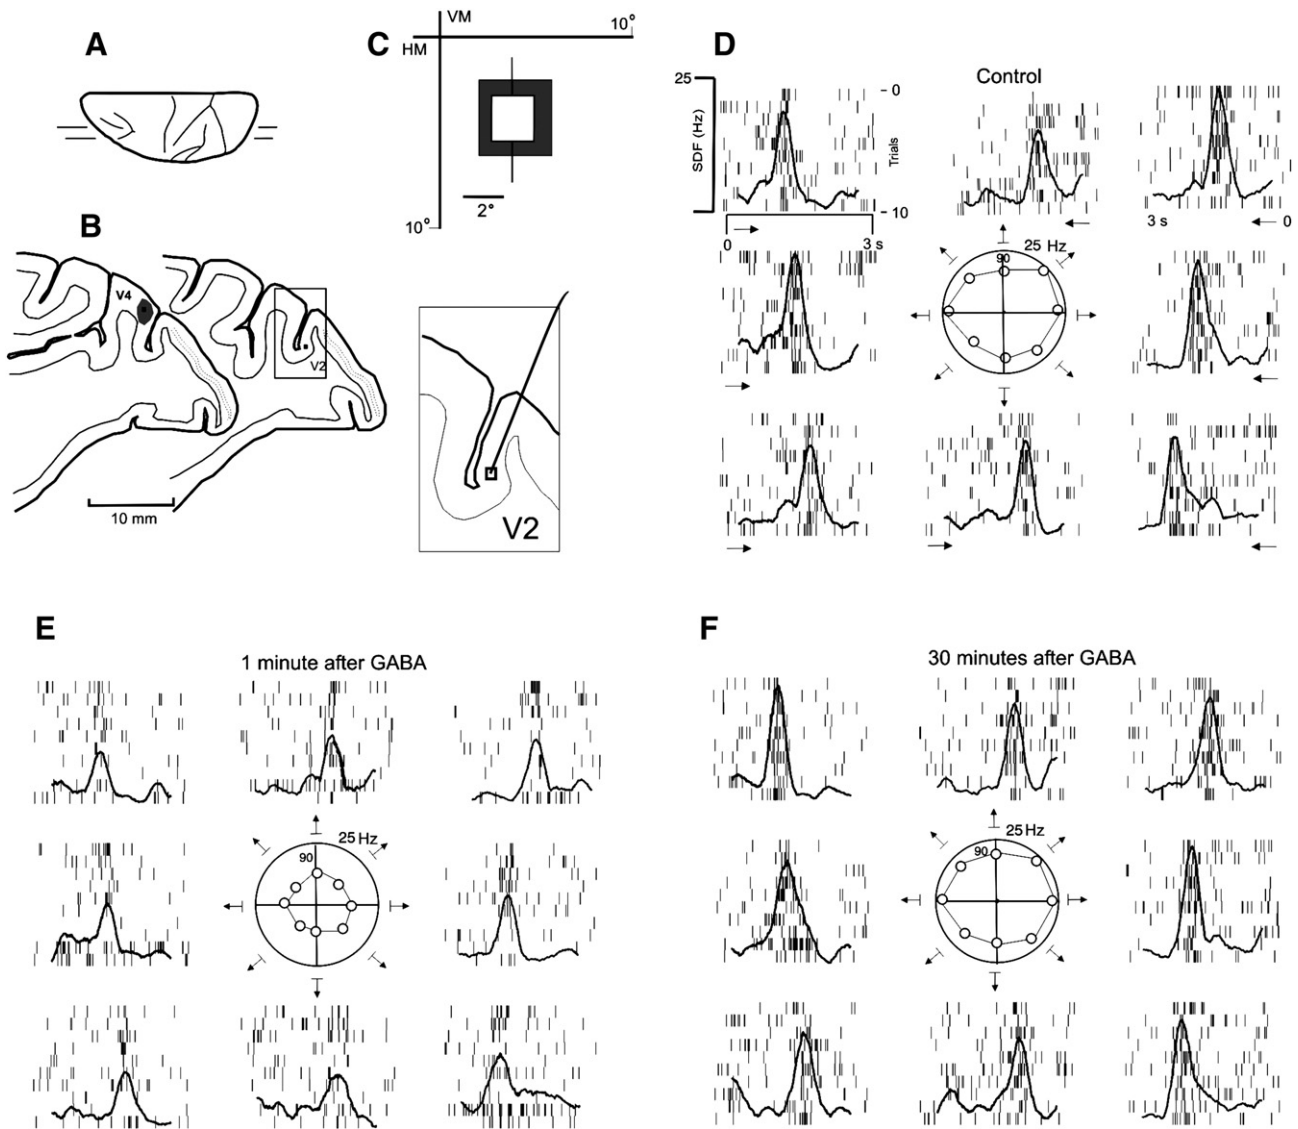 A
B
V4
V2
10 mm
C
VM
HM
10°
2°
10°
V2
D
Control
25
SDF (Hz)
0
Trials
10
0
3 s
3 s
0
25 Hz
90
E
1 minute after GABA
25 Hz
90
F
30 minutes after GABA
25 Hz
90